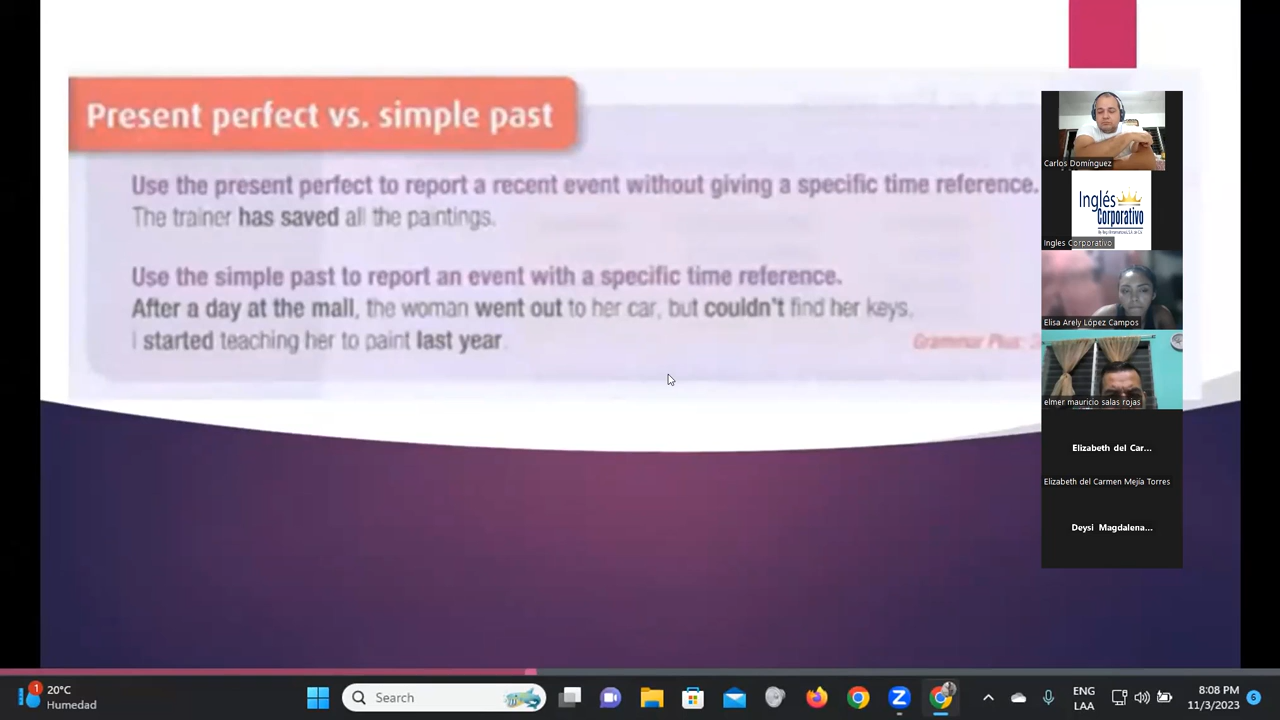 Present perfect vs. simple past
Use the present perfect to report a recent event without giving a specific time reference.
The trainer has saved all the paintings.
Use the simple past to report an event with a specific time reference.
After a day at the mall, the woman went out to her car, but couldn't find her keys.
I started teaching her to paint last year.
Grammar Plus:
Carlos Domínguez
Inglés
Corporativo
Ingles Corporativo
Elisa Arely López Campos
elmer mauricio salas rojas
Elizabeth del Car...
Elizabeth del Carmen Mejía Torres
Deysi Magdalena...
1
20°C
Humedad
Search
ENG
LAA
8:08 PM
11/3/2023
6